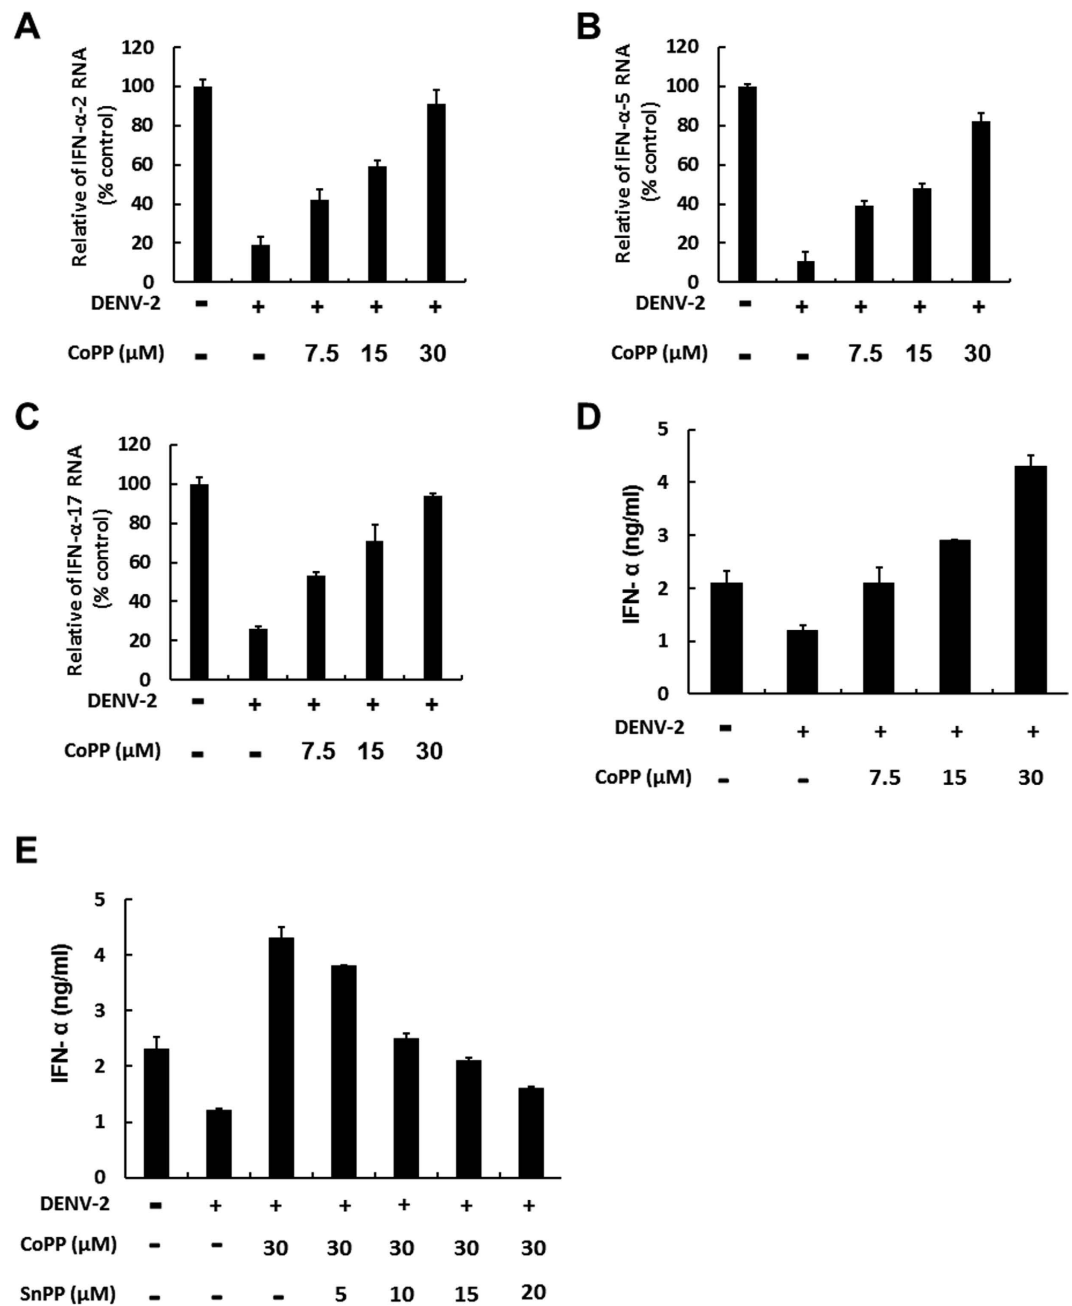 A
Relative of IFN-α-2 RNA
(% control)
120
100
80
60
40
20
0
DENV-2 - + + + +
CoPP (μM) - - 7.5 15 30
B
Relative of IFN-α-5 RNA
(% control)
120
100
80
60
40
20
0
DENV-2 - + + + +
CoPP (μM) - - 7.5 15 30
C
Relative of IFN-α-17 RNA
(% control)
120
100
80
60
40
20
0
DENV-2 - + + + +
CoPP (μM) - - 7.5 15 30
D
IFN- α (ng/ml)
5
4
3
2
1
0
DENV-2 - + + + +
CoPP (μM) - - 7.5 15 30
E
IFN- α (ng/ml)
5
4
3
2
1
0
DENV-2 - + + + + + +
CoPP (μM) - - 30 30 30 30 30
SnPP (μM) - - - 5 10 15 20